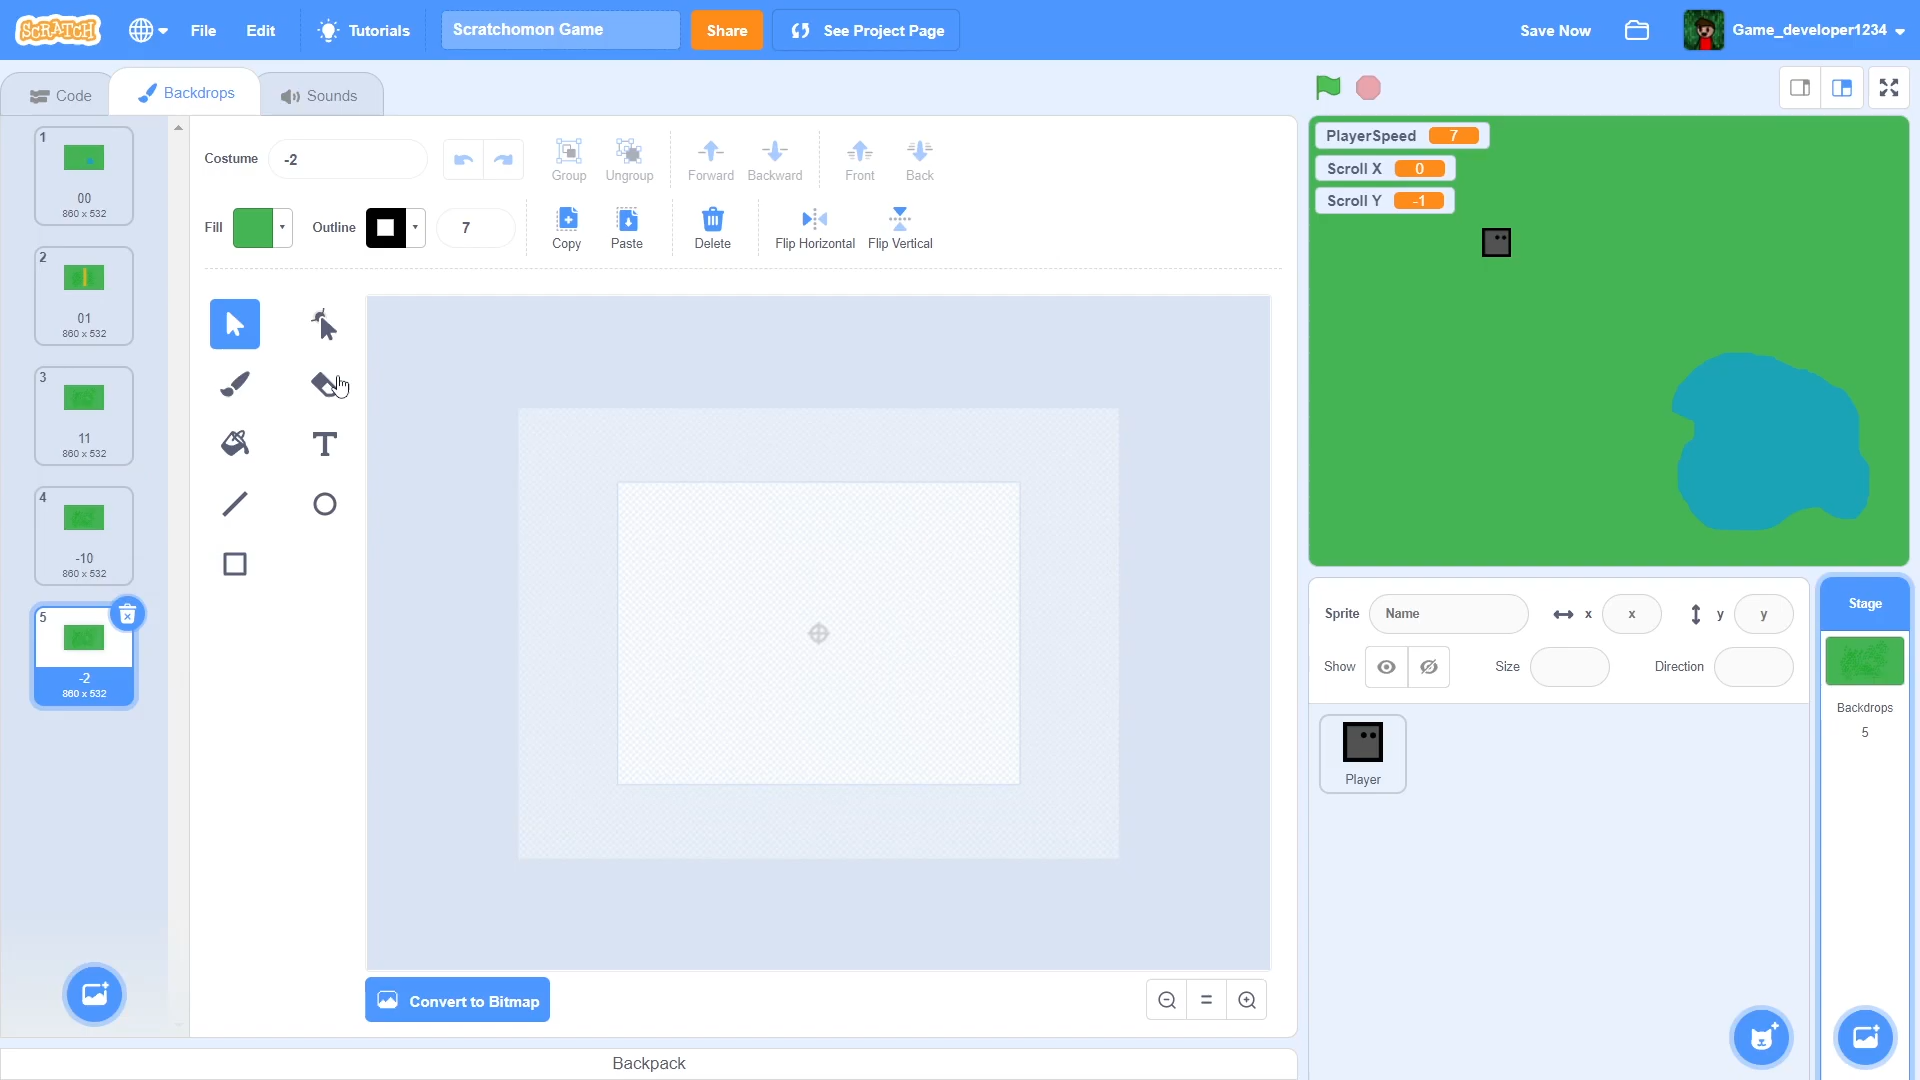 SCRATCH
File
Edit
Tutorials
Scratchomon Game
Share
See Project Page
Save Now
Game_developer1234
Code
Backdrops
Sounds
1
00
860 x 532
2
01
860 x 532
3
11
860 x 532
4
-10
860 x 532
5
-2
860 x 532
Costume
-2
Group
Ungroup
Forward
Backward
Front
Back
Fill
Outline
7
Copy
Paste
Delete
Flip Horizontal
Flip Vertical
T
Convert to Bitmap
Backpack
PlayerSpeed 7
Scroll X 0
Scroll Y -1
Sprite
Name
x
x
y
y
Show
Size
Direction
Player
Stage
Backdrops
5